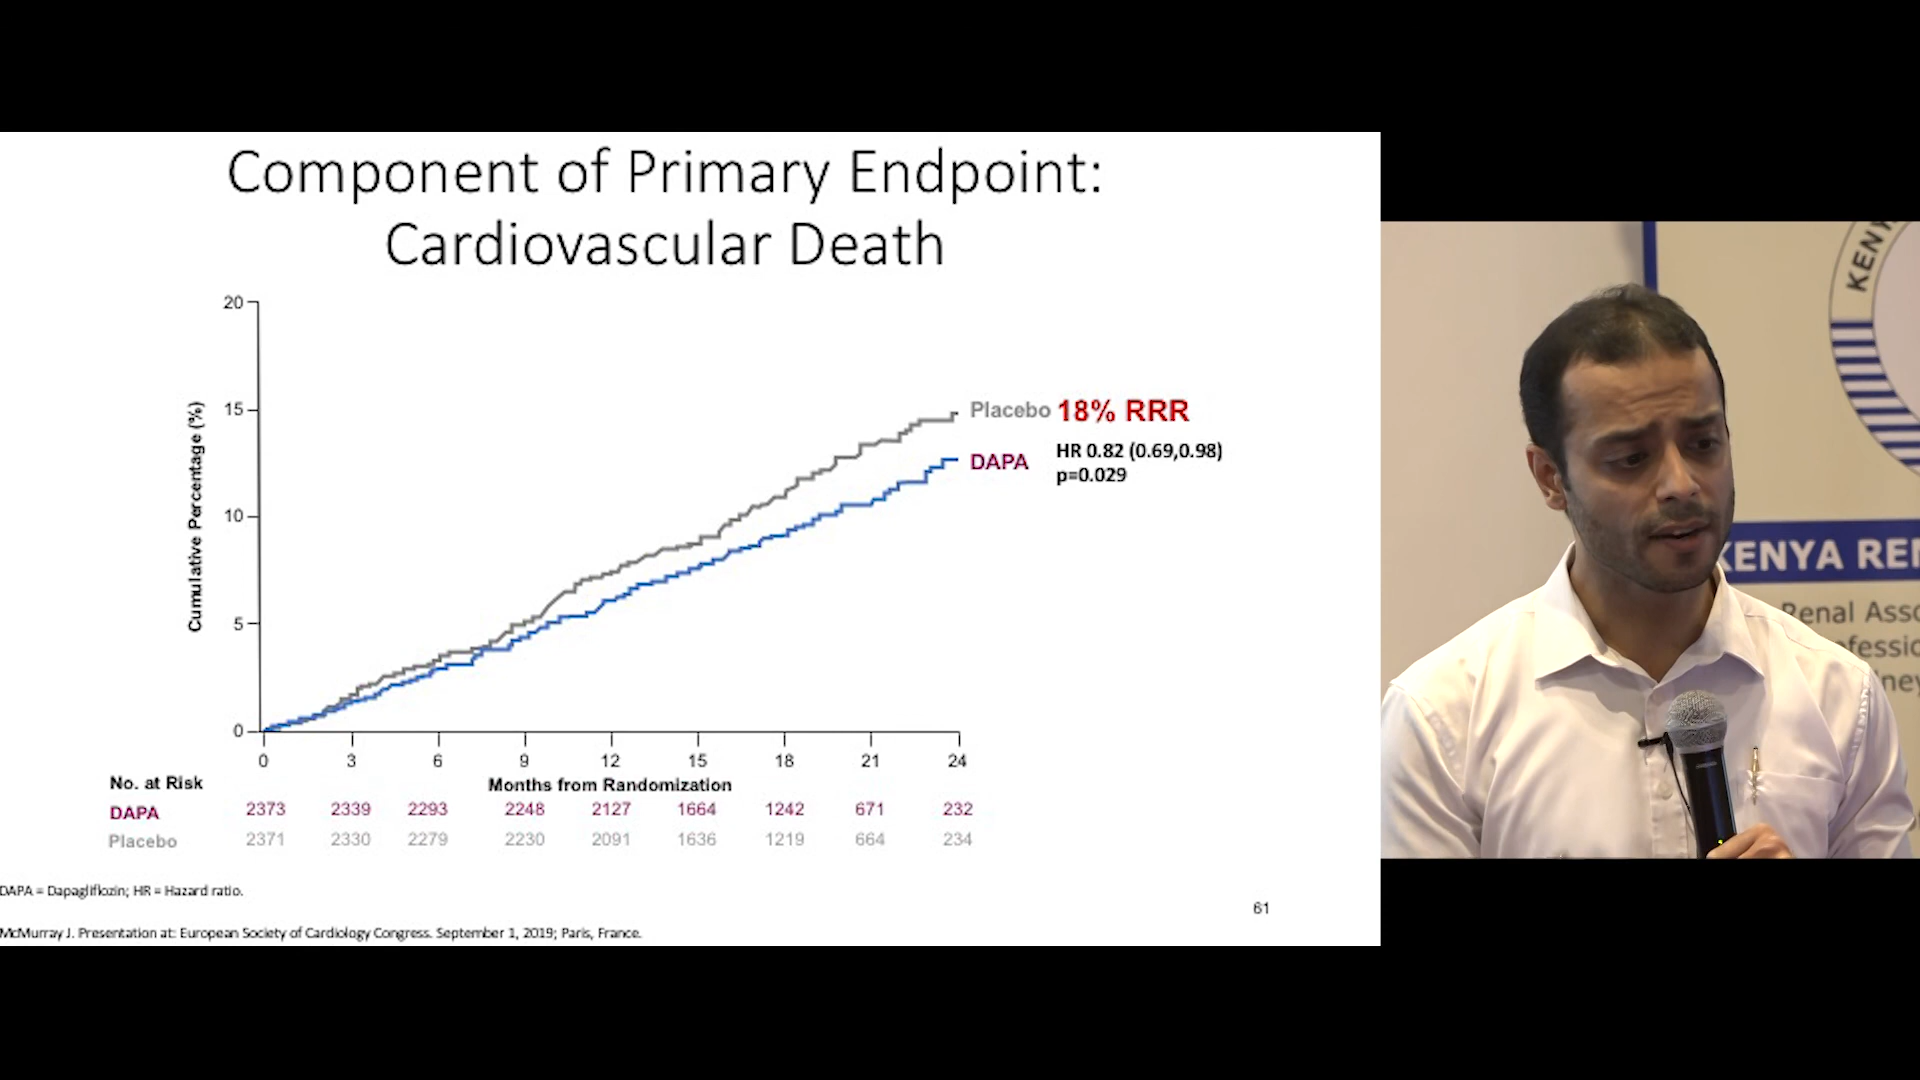 Component of Primary Endpoint:
Cardiovascular Death
Cumulative Percentage (%)
20
15
10
5
0
Placebo 18% RRR
DAPA
HR 0.82 (0.69,0.98)
p=0.029
0 3 6 9 12 15 18 21 24
No. at Risk
Months from Randomization
DAPA 2373 2339 2293 2248 2127 1664 1242 671 232
Placebo 2371 2330 2279 2230 2091 1636 1219 664 234
DAPA = Dapagliflozin; HR = Hazard ratio.
61
McMurray J. Presentation at: European Society of Cardiology Congress. September 1, 2019; Paris, France.
KENY
KENYA REN
Renal Asso